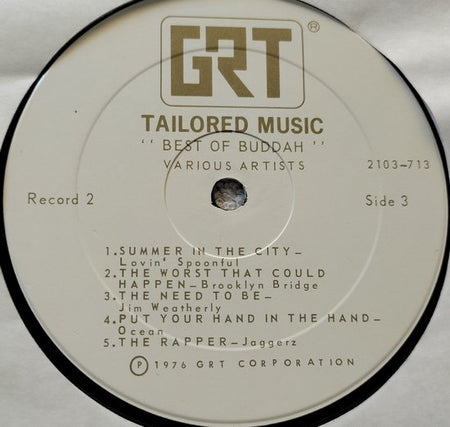 GRT®
TAILORED MUSIC
"BEST OF BUDDAH"
VARIOUS ARTISTS
2103-713
Record 2
Side 3
1.SUMMER IN THE CITY—
Lovin' Spoonful
2.THE WORST THAT COULD
HAPPEN—Brooklyn Bridge
3.THE NEED TO BE—
Jim Weatherly
4.PUT YOUR HAND IN THE HAND—
Ocean
5.THE RAPPER—Jaggerz
Ⓟ1976 GRT CORPORATION